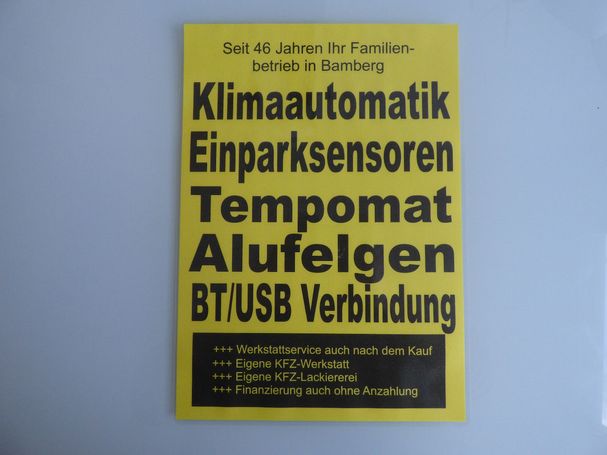 Seit 46 Jahren Ihr Familien-
betrieb in Bamberg
Klimaautomatik
Einparksensoren
Tempomat
Alufelgen
BT/USB Verbindung
+++ Werkstattservice auch nach dem Kauf
+++ Eigene KFZ-Werkstatt
+++ Eigene KFZ-Lackiererei
+++ Finanzierung auch ohne Anzahlung